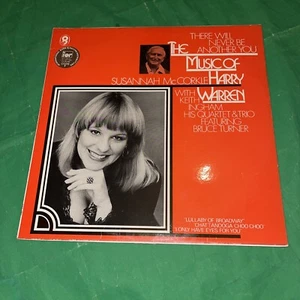 THERE WILL
NEVER BE
ANOTHER YOU
THE
MUSIC OF
SUSANNAH McCORKLE
HARRY
WARREN
WITH
KEITH
INGHAM
HIS QUARTET & TRIO
FEATURING
BRUCE TURNER
'LULLABY OF BROADWAY'
'CHATTANOOGA CHOO CHOO'
'I ONLY HAVE EYES FOR YOU'